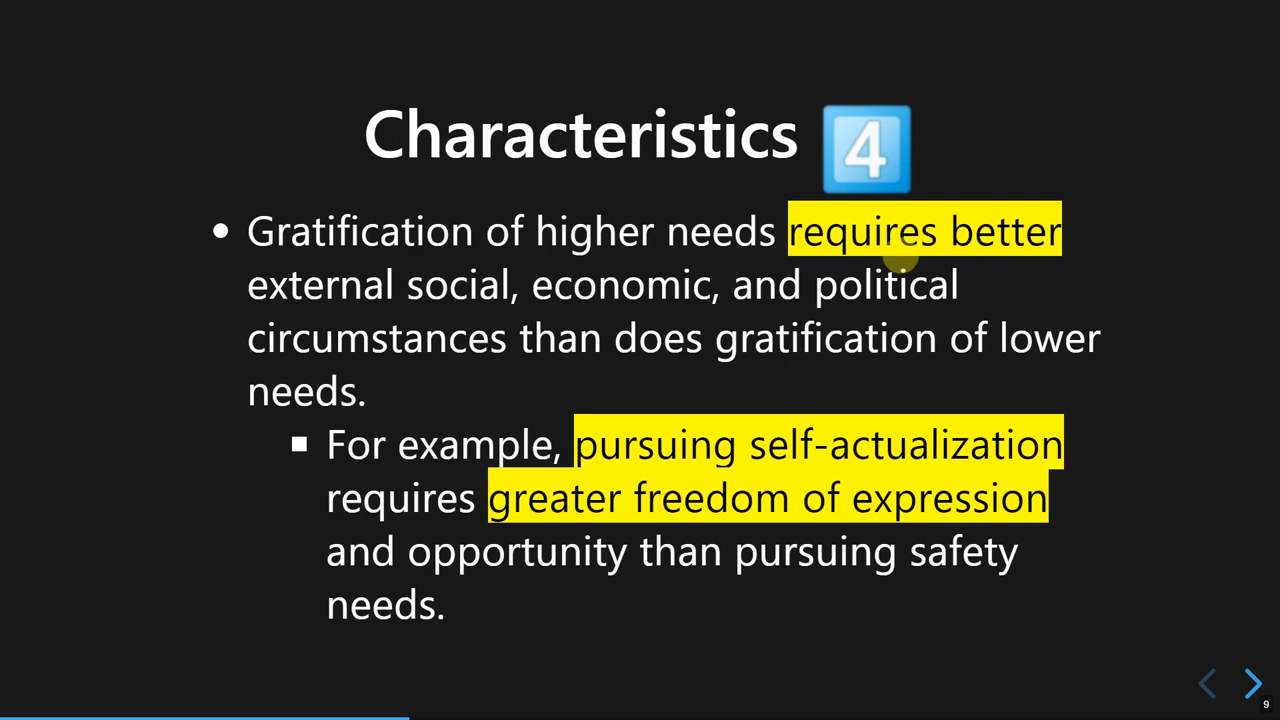 Characteristics 4
• Gratification of higher needs requires better
external social, economic, and political
circumstances than does gratification of lower
needs.
▪ For example, pursuing self-actualization
requires greater freedom of expression
and opportunity than pursuing safety
needs.
9